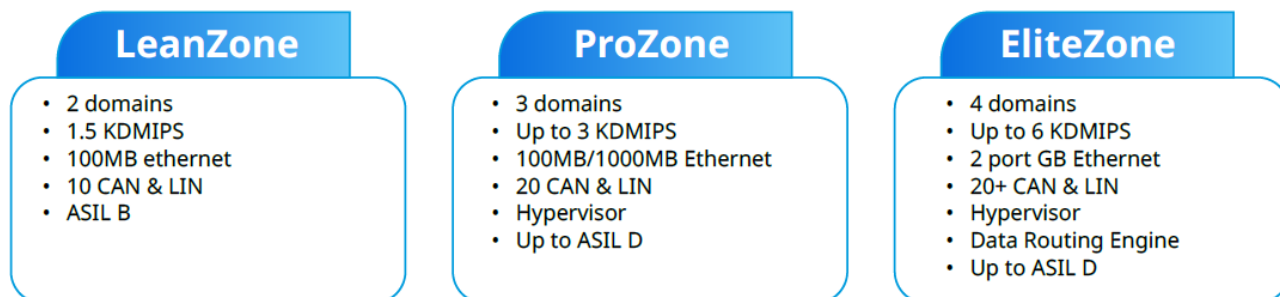 LeanZone
• 2 domains
• 1.5 KDMIPS
• 100MB ethernet
• 10 CAN & LIN
• ASIL B
ProZone
• 3 domains
• Up to 3 KDMIPS
• 100MB/1000MB Ethernet
• 20 CAN & LIN
• Hypervisor
• Up to ASIL D
EliteZone
• 4 domains
• Up to 6 KDMIPS
• 2 port GB Ethernet
• 20+ CAN & LIN
• Hypervisor
• Data Routing Engine
• Up to ASIL D